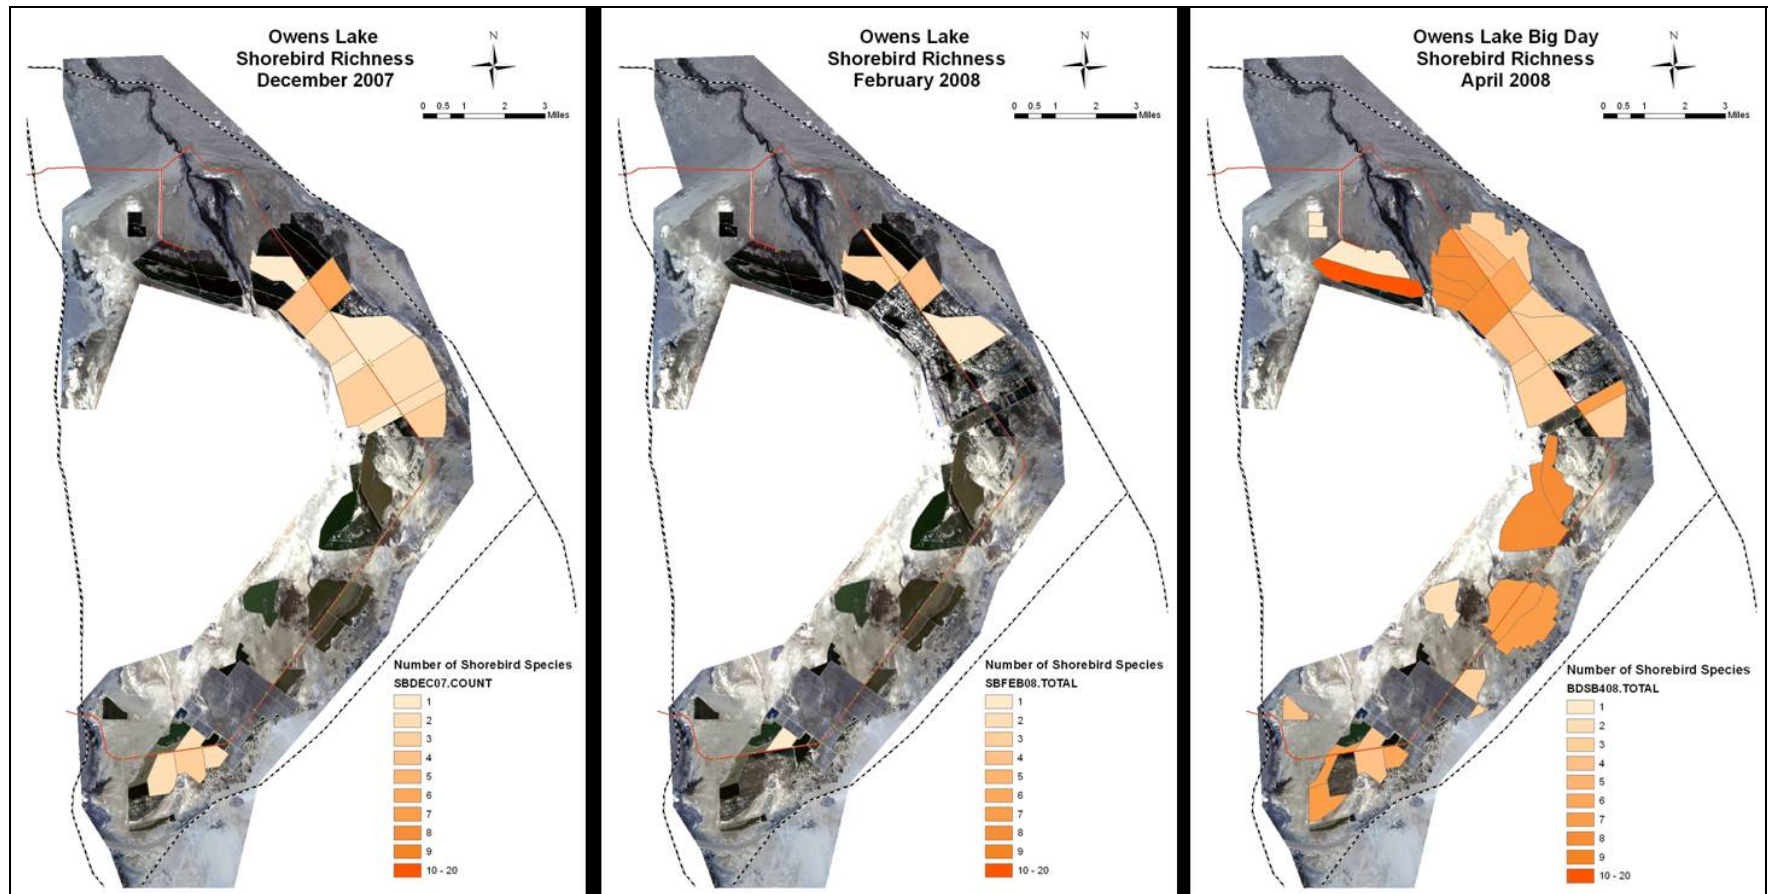 Owens Lake
Shorebird Richness
December 2007
N
0 0.5 1 2 3
Miles
Number of Shorebird Species
SBDEC07.COUNT
1
2
3
4
5
6
7
8
9
10 - 20
Owens Lake
Shorebird Richness
February 2008
N
0 0.5 1 2 3
Miles
Number of Shorebird Species
SBFEB08.TOTAL
1
2
3
4
5
6
7
8
9
10 - 20
Owens Lake Big Day
Shorebird Richness
April 2008
N
0 0.5 1 2 3
Miles
Number of Shorebird Species
BDSB408.TOTAL
1
2
3
4
5
6
7
8
9
10 - 20